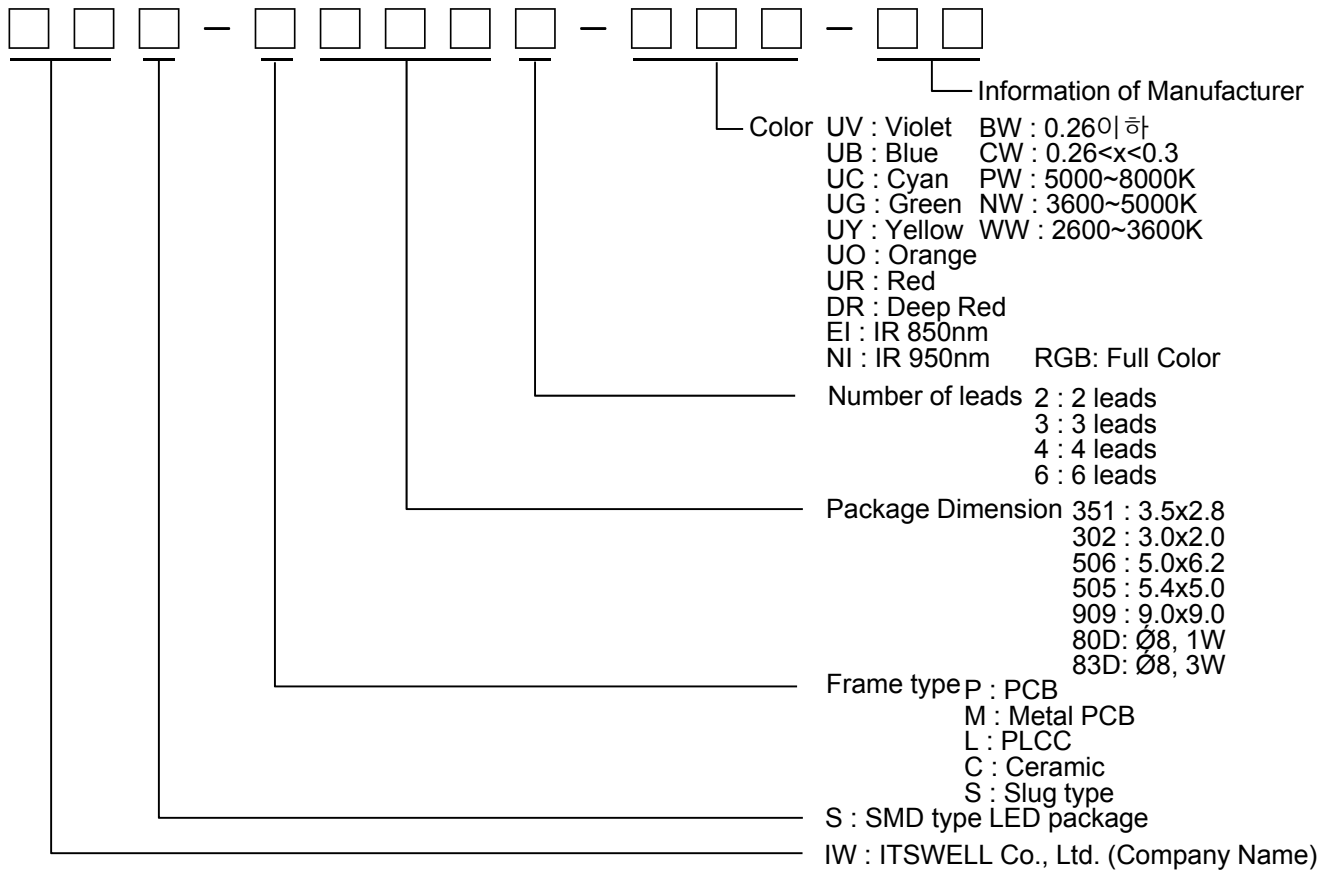 Information of Manufacturer
Color UV : Violet BW : 0.26이하
UB : Blue CW : 0.26<x<0.3
UC : Cyan PW : 5000~8000K
UG : Green NW : 3600~5000K
UY : Yellow WW : 2600~3600K
UO : Orange
UR : Red
DR : Deep Red
EI : IR 850nm
NI : IR 950nm RGB: Full Color
Number of leads 2 : 2 leads
3 : 3 leads
4 : 4 leads
6 : 6 leads
Package Dimension 351 : 3.5x2.8
302 : 3.0x2.0
506 : 5.0x6.2
505 : 5.4x5.0
909 : 9.0x9.0
80D: Ǿ8, 1W
83D: Ǿ8, 3W
Frame type P : PCB
M : Metal PCB
L : PLCC
C : Ceramic
S : Slug type
S : SMD type LED package
IW : ITSWELL Co., Ltd. (Company Name)